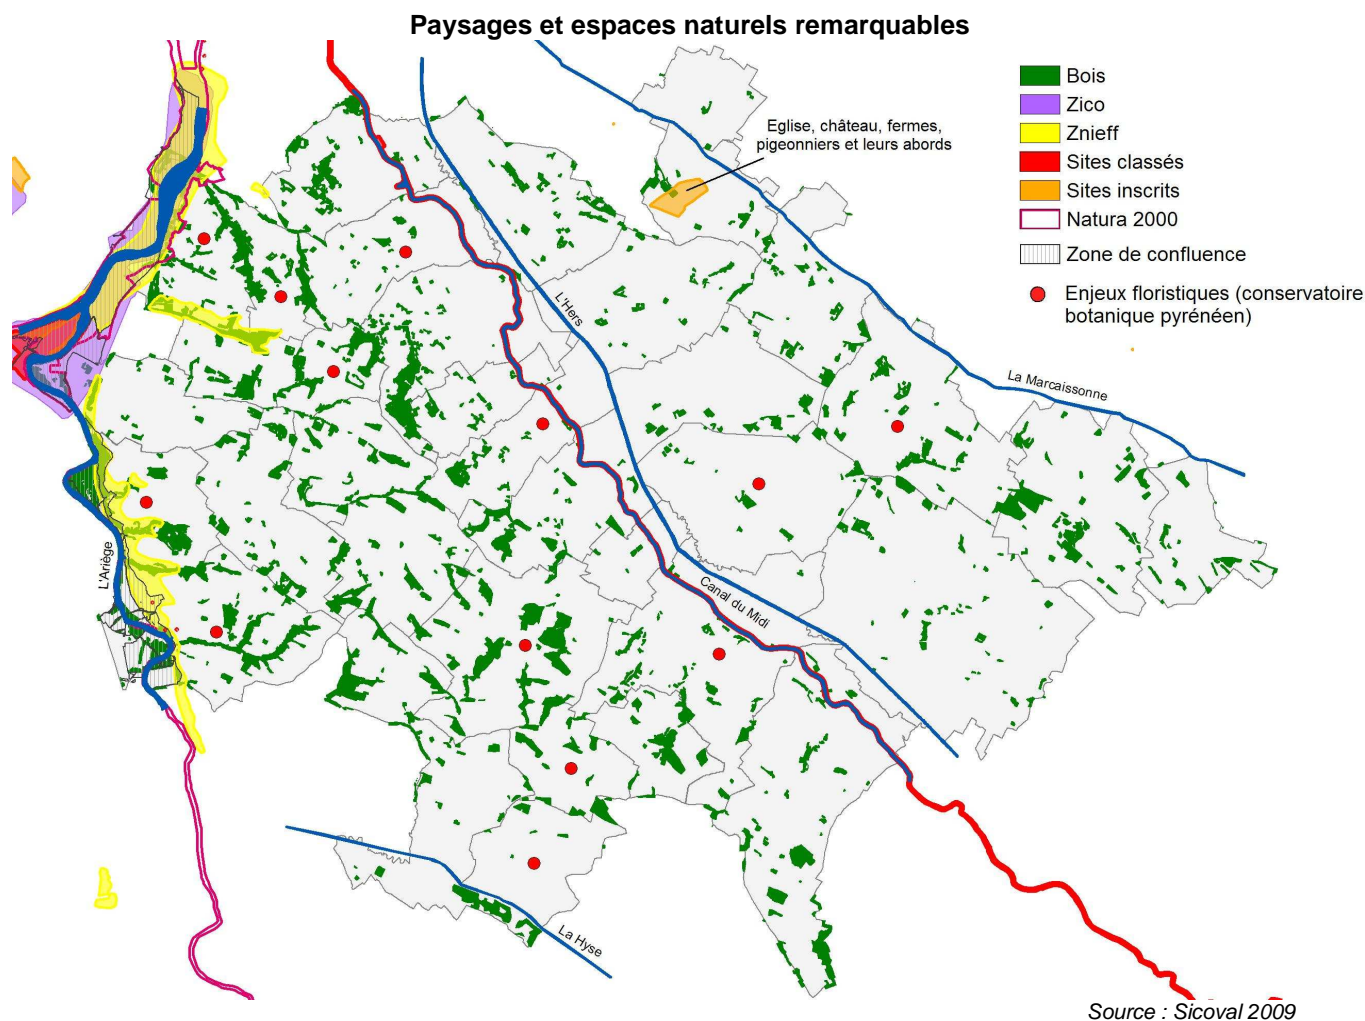 Paysages et espaces naturels remarquables
Bois
Zico
Znieff
Sites classés
Sites inscrits
Natura 2000
Zone de confluence
Enjeux floristiques (conservatoire
botanique pyrénéen)
Eglise, château, fermes,
pigeonniers et leurs abords
L'Hers
La Marcaissonne
L'Ariège
Canal du Midi
La Hyse
Source : Sicoval 2009